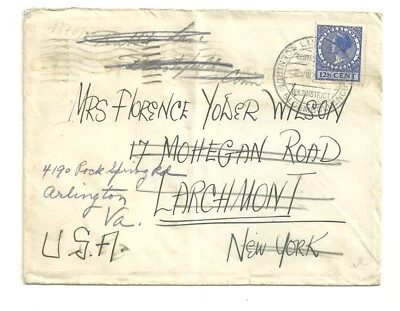 12½ CENT
MRS FLORENCE YODER WILSON
17 MOHEGAN ROAD
4190 Rock Spring Rd
Arlington
Va.
LARCHMONT
U.S.A.
NEW YORK